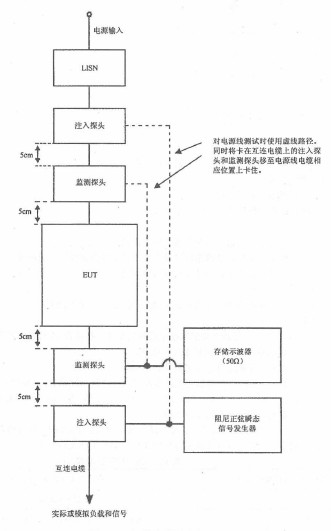 电源输入
LISN
注入探头
5cm
监测探头
5cm
对电源线测试时使用虚线路径。
同时将卡在互连电缆上的注入探
头和监测探头移至电源线电缆相
应位置上卡住。
EUT
5cm
监测探头
存储示波器
(50Ω)
5cm
注入探头
阻尼正弦瞬态
信号发生器
互连电缆
实际或模拟负载和信号